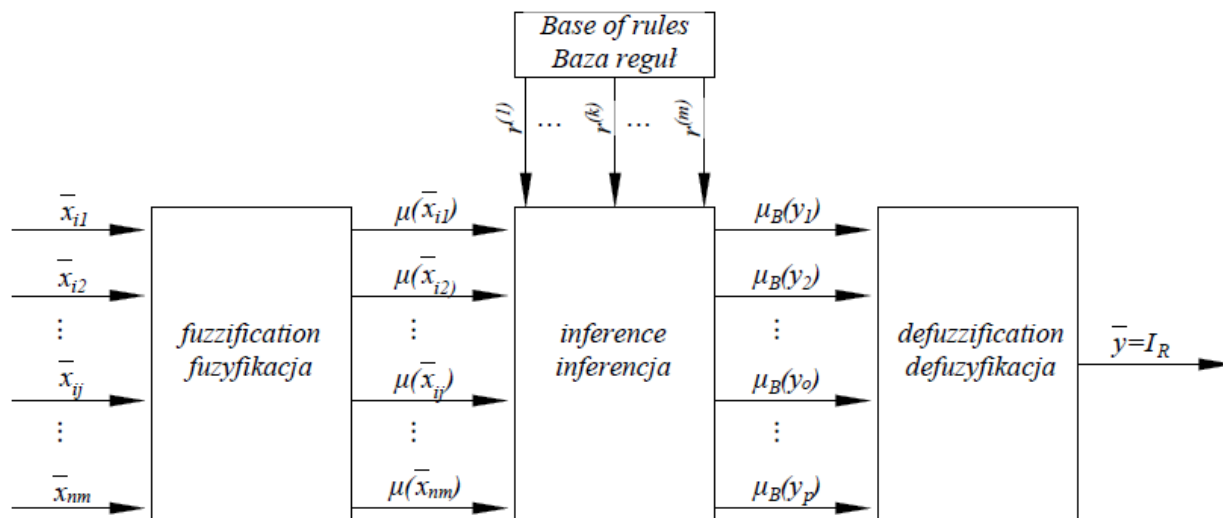 Base of rules
Baza reguł
r⁽¹⁾ ... r⁽ᵏ⁾ ... r⁽ᵐ⁾
x̅ᵢ₁ μ(x̅ᵢ₁) μB(y₁)
x̅ᵢ₂ μ(x̅ᵢ₂₎ μB(y₂)
⋮ ⋮ ⋮
fuzzification inference defuzzification
fuzyfikacja inferencja defuzyfikacja
y̅=I_R
x̅ᵢⱼ μ(x̅ᵢⱼ) μB(yₒ)
⋮ ⋮ ⋮
x̅ₙₘ μ(x̅ₙₘ) μB(yₚ)